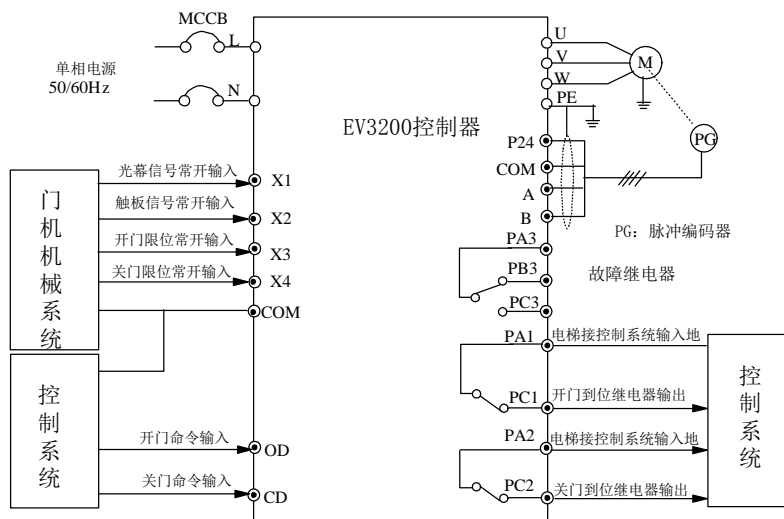 MCCB
L
单相电源
50/60Hz
N
EV3200控制器
U
V
W
PE
M
PG
P24
COM
A
B
PG: 脉冲编码器
门机机械系统
光幕信号常开输入
X1
触板信号常开输入
X2
开门限位常开输入
X3
关门限位常开输入
X4
COM
控制系统
开门命令输入
OD
关门命令输入
CD
PA3
PB3
故障继电器
PC3
PA1
电梯接控制系统输入地
PC1
开门到位继电器输出
PA2
电梯接控制系统输入地
PC2
关门到位继电器输出
控制系统